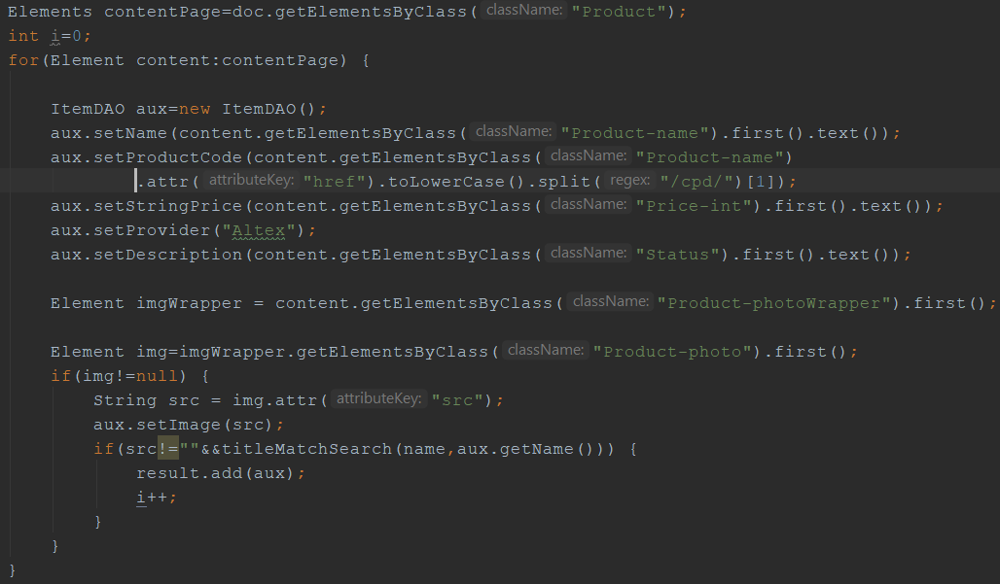 Elements contentPage=doc.getElementsByClass( className: "Product");
int i=0;
for(Element content:contentPage) {
ItemDAO aux=new ItemDAO();
aux.setName(content.getElementsByClass( className: "Product-name").first().text());
aux.setProductCode(content.getElementsByClass( className: "Product-name")
.attr( attributeKey: "href").toLowerCase().split( regex: "/cpd/")[1]);
aux.setStringPrice(content.getElementsByClass( className: "Price-int").first().text());
aux.setProvider("Altex");
aux.setDescription(content.getElementsByClass( className: "Status").first().text());
Element imgWrapper = content.getElementsByClass( className: "Product-photoWrapper").first();
Element img=imgWrapper.getElementsByClass( className: "Product-photo").first();
if(img!=null) {
String src = img.attr( attributeKey: "src");
aux.setImage(src);
if(src!=""&&titleMatchSearch(name,aux.getName())) {
result.add(aux);
i++;
}
}
}